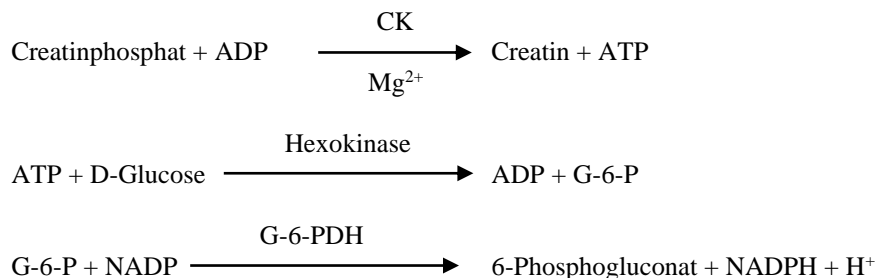 CK
Creatinphosphat + ADP Creatin + ATP
Mg²⁺
Hexokinase
ATP + D-Glucose ADP + G-6-P
G-6-PDH
G-6-P + NADP 6-Phosphogluconat + NADPH + H⁺